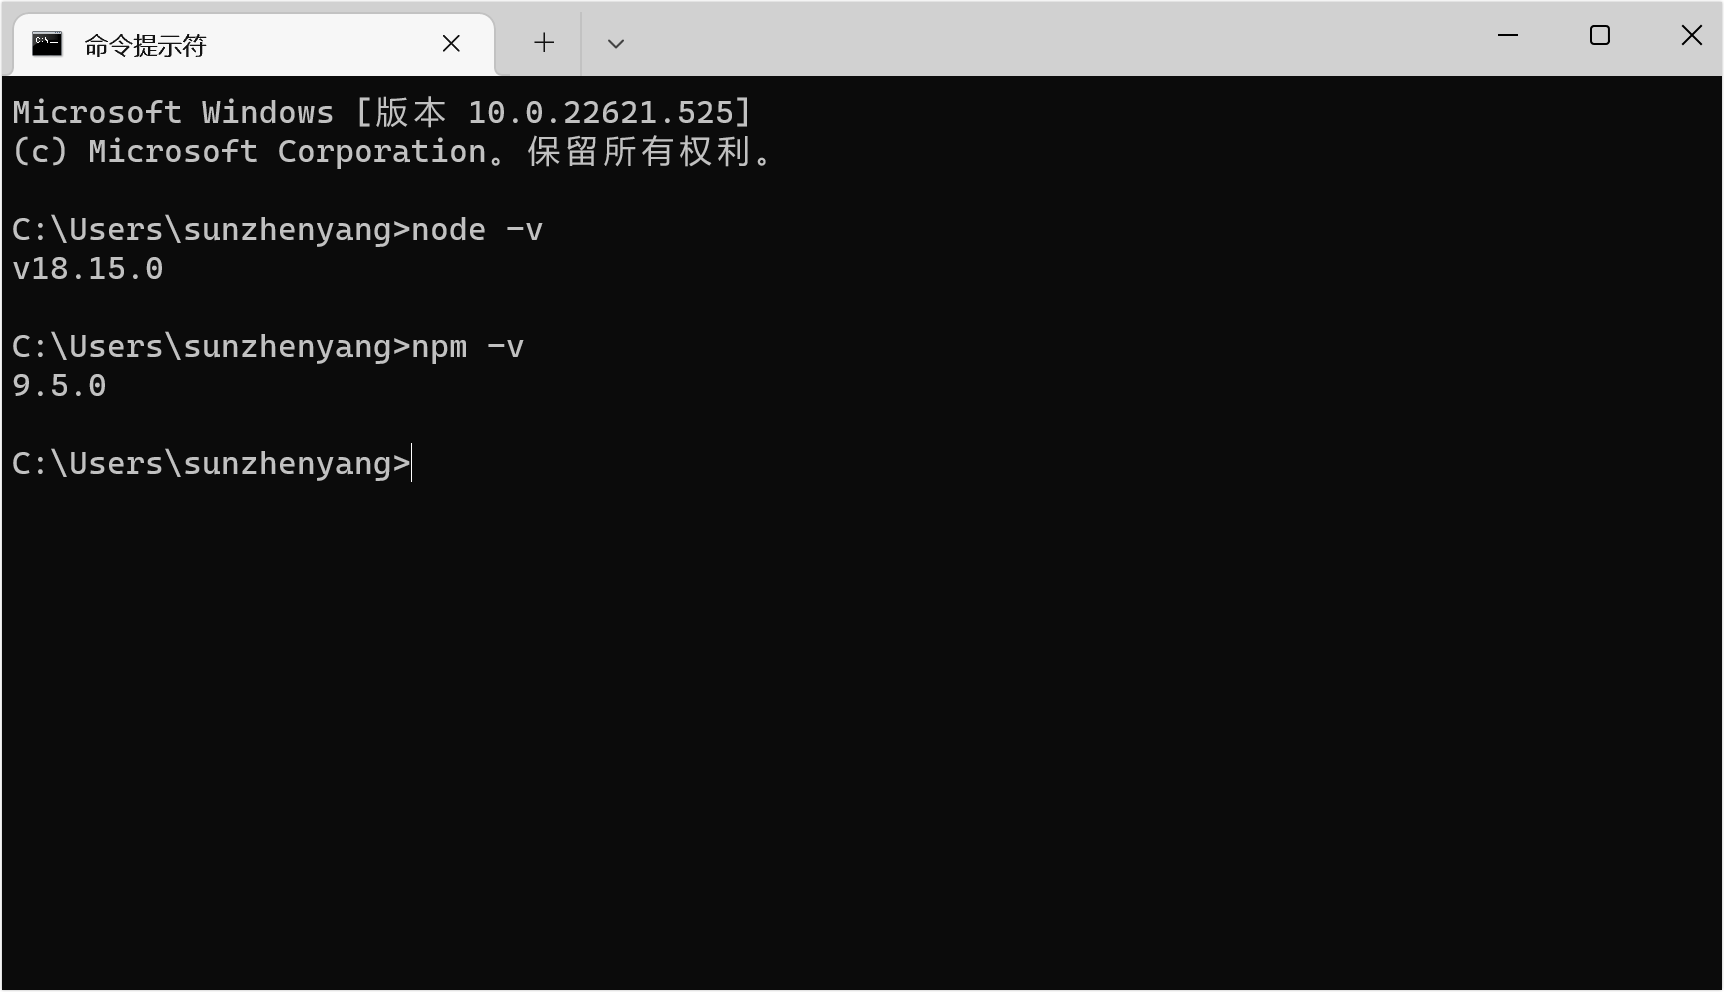 命令提示符
Microsoft Windows [版本 10.0.22621.525]
(c) Microsoft Corporation。保留所有权利。
C:\Users\sunzhenyang>node -v
v18.15.0
C:\Users\sunzhenyang>npm -v
9.5.0
C:\Users\sunzhenyang>